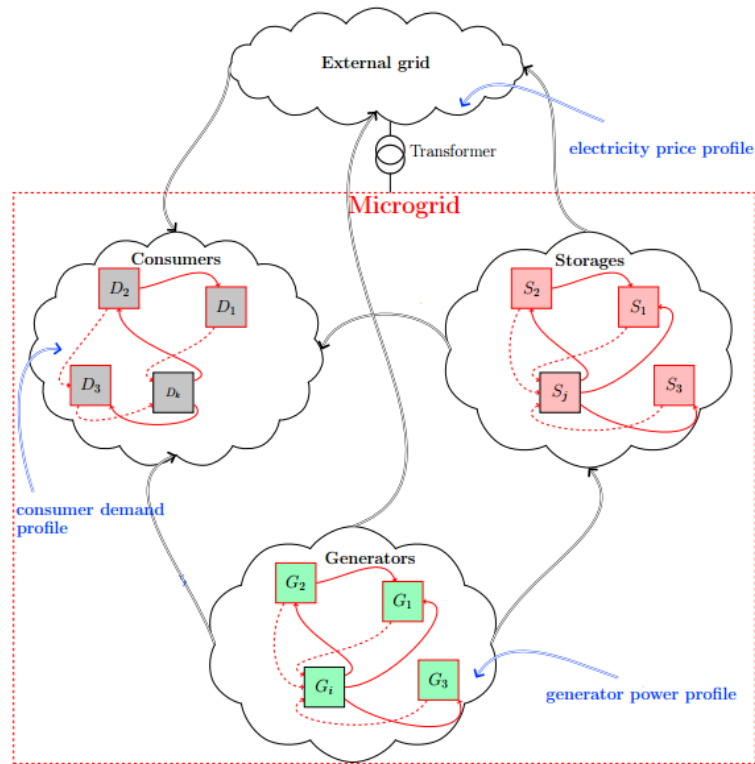 External grid
Transformer
electricity price profile
Microgrid
Consumers
Storages
D₂
D₁
D₃
Dₖ
S₂
S₁
Sⱼ
S₃
consumer demand
profile
Generators
G₂
G₁
Gᵢ
G₃
generator power profile